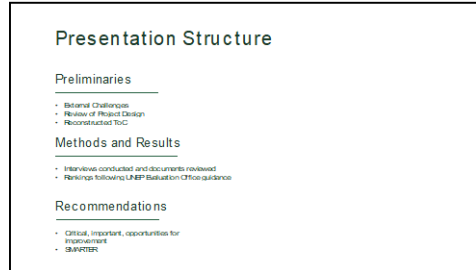 Presentation Structure
Preliminaries
• External Challenges
• Review of Project Design
• Reconstructed ToC
Methods and Results
• Interviews conducted and documents reviewed
• Rankings following UNEP Evaluation Office guidance
Recommendations
• Critical, important, opportunities for
improvement
• SMARTER